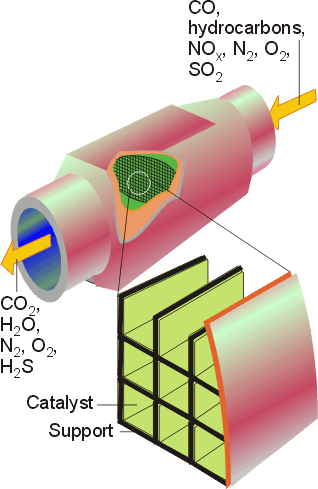 CO,
hydrocarbons,
NOₓ, N₂, O₂,
SO₂
CO₂,
H₂O,
N₂, O₂,
H₂S
Catalyst
Support